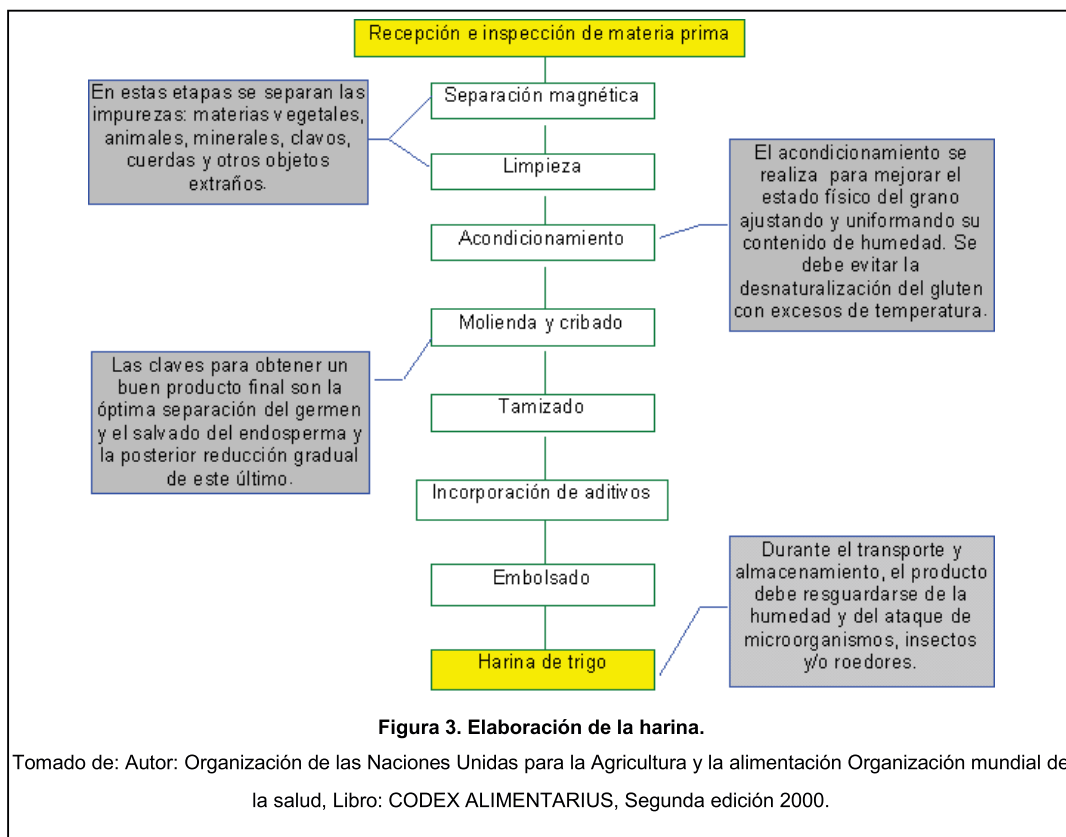 Recepción e inspección de materia prima
En estas etapas se separan las
impurezas: materias vegetales,
animales, minerales, clavos,
cuerdas y otros objetos
extraños.
Separación magnética
Limpieza
El acondicionamiento se
realiza para mejorar el
estado físico del grano
ajustando y uniformando su
contenido de humedad. Se
debe evitar la
desnaturalización del gluten
con excesos de temperatura.
Acondicionamiento
Molienda y cribado
Las claves para obtener un
buen producto final son la
óptima separación del germen
y el salvado del endosperma y
la posterior reducción gradual
de este último.
Tamizado
Incorporación de aditivos
Embolsado
Durante el transporte y
almacenamiento, el producto
debe resguardarse de la
humedad y del ataque de
microorganismos, insectos
y/o roedores.
Harina de trigo
Figura 3. Elaboración de la harina.
Tomado de: Autor: Organización de las Naciones Unidas para la Agricultura y la alimentación Organización mundial de
la salud, Libro: CODEX ALIMENTARIUS, Segunda edición 2000.